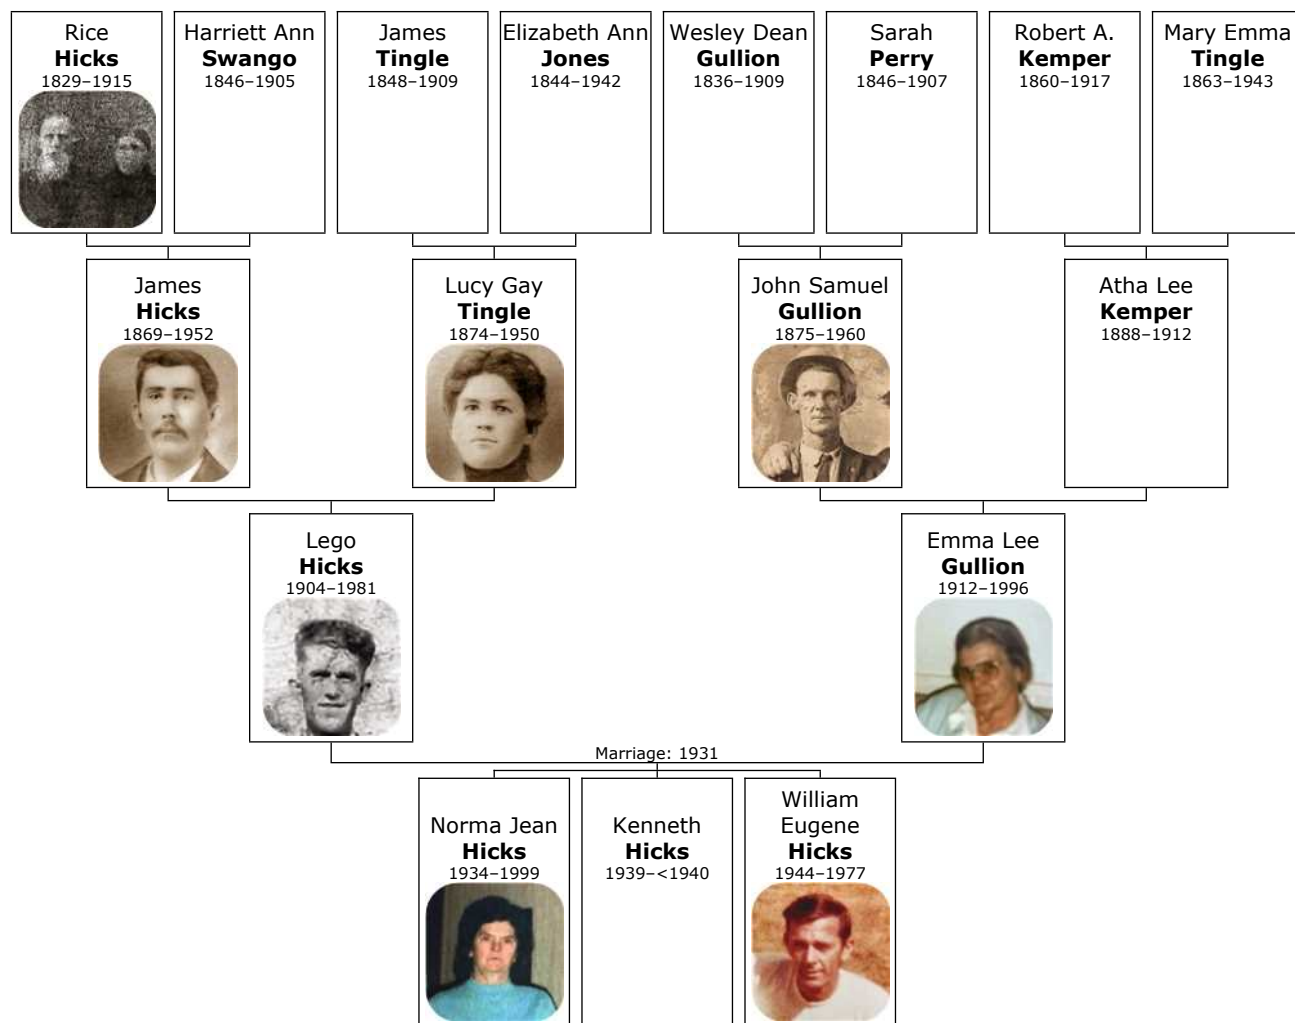 Rice
Hicks
1829–1915
Harriett Ann
Swango
1846–1905
James
Tingle
1848–1909
Elizabeth Ann
Jones
1844–1942
Wesley Dean
Gullion
1836–1909
Sarah
Perry
1846–1907
Robert A.
Kemper
1860–1917
Mary Emma
Tingle
1863–1943
James
Hicks
1869–1952
Lucy Gay
Tingle
1874–1950
John Samuel
Gullion
1875–1960
Atha Lee
Kemper
1888–1912
Lego
Hicks
1904–1981
Emma Lee
Gullion
1912–1996
Marriage: 1931
Norma Jean
Hicks
1934–1999
Kenneth
Hicks
1939–<1940
William
Eugene
Hicks
1944–1977